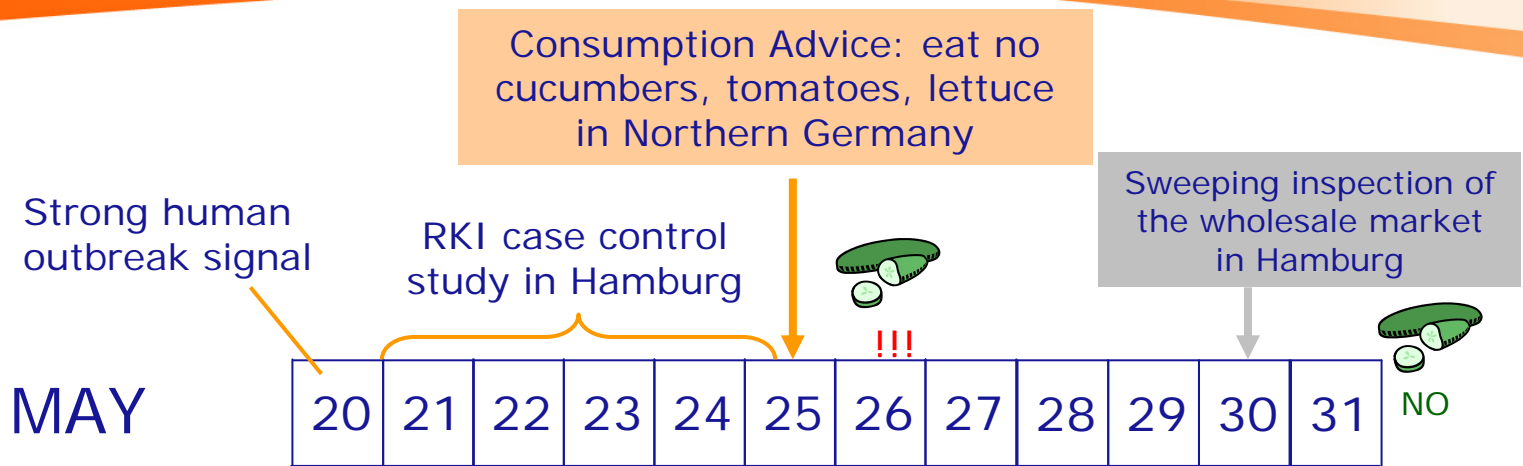 Consumption Advice: eat no
cucumbers, tomatoes, lettuce
in Northern Germany
Strong human
outbreak signal
RKI case control
study in Hamburg
Sweeping inspection of
the wholesale market
in Hamburg
!!!
MAY 20 21 22 23 24 25 26 27 28 29 30 31 NO